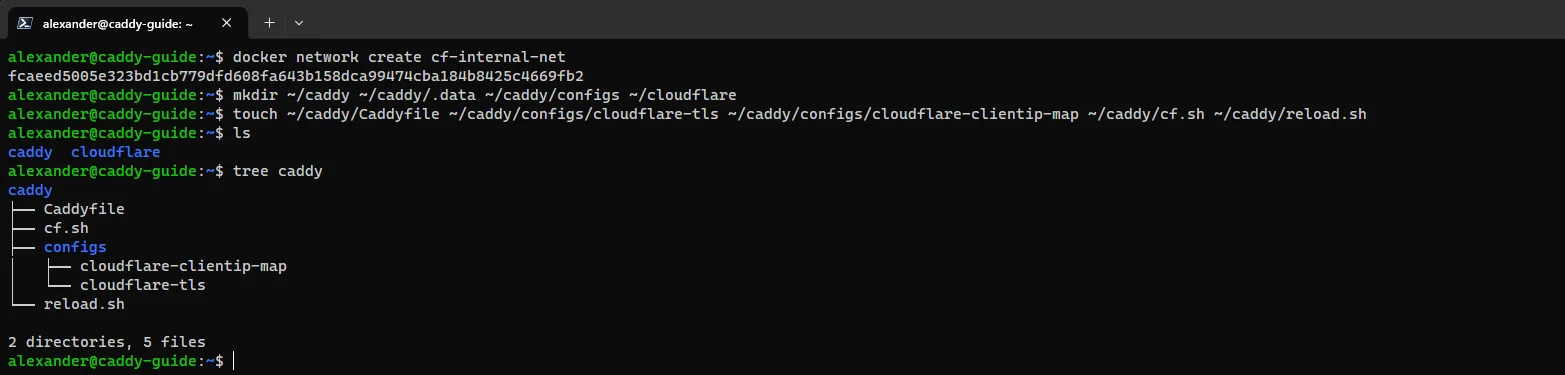 alexander@caddy-guide: ~
alexander@caddy-guide:~$ docker network create cf-internal-net
fcaeed5005e323bd1cb779dfd608fa643b158dca99474cba184b8425c4669fb2
alexander@caddy-guide:~$ mkdir ~/caddy ~/caddy/.data ~/caddy/configs ~/cloudflare
alexander@caddy-guide:~$ touch ~/caddy/Caddyfile ~/caddy/configs/cloudflare-tls ~/caddy/configs/cloudflare-clientip-map ~/caddy/cf.sh ~/caddy/reload.sh
alexander@caddy-guide:~$ ls
caddy  cloudflare
alexander@caddy-guide:~$ tree caddy
caddy
├── Caddyfile
├── cf.sh
├── configs
│   ├── cloudflare-clientip-map
│   └── cloudflare-tls
└── reload.sh
2 directories, 5 files
alexander@caddy-guide:~$